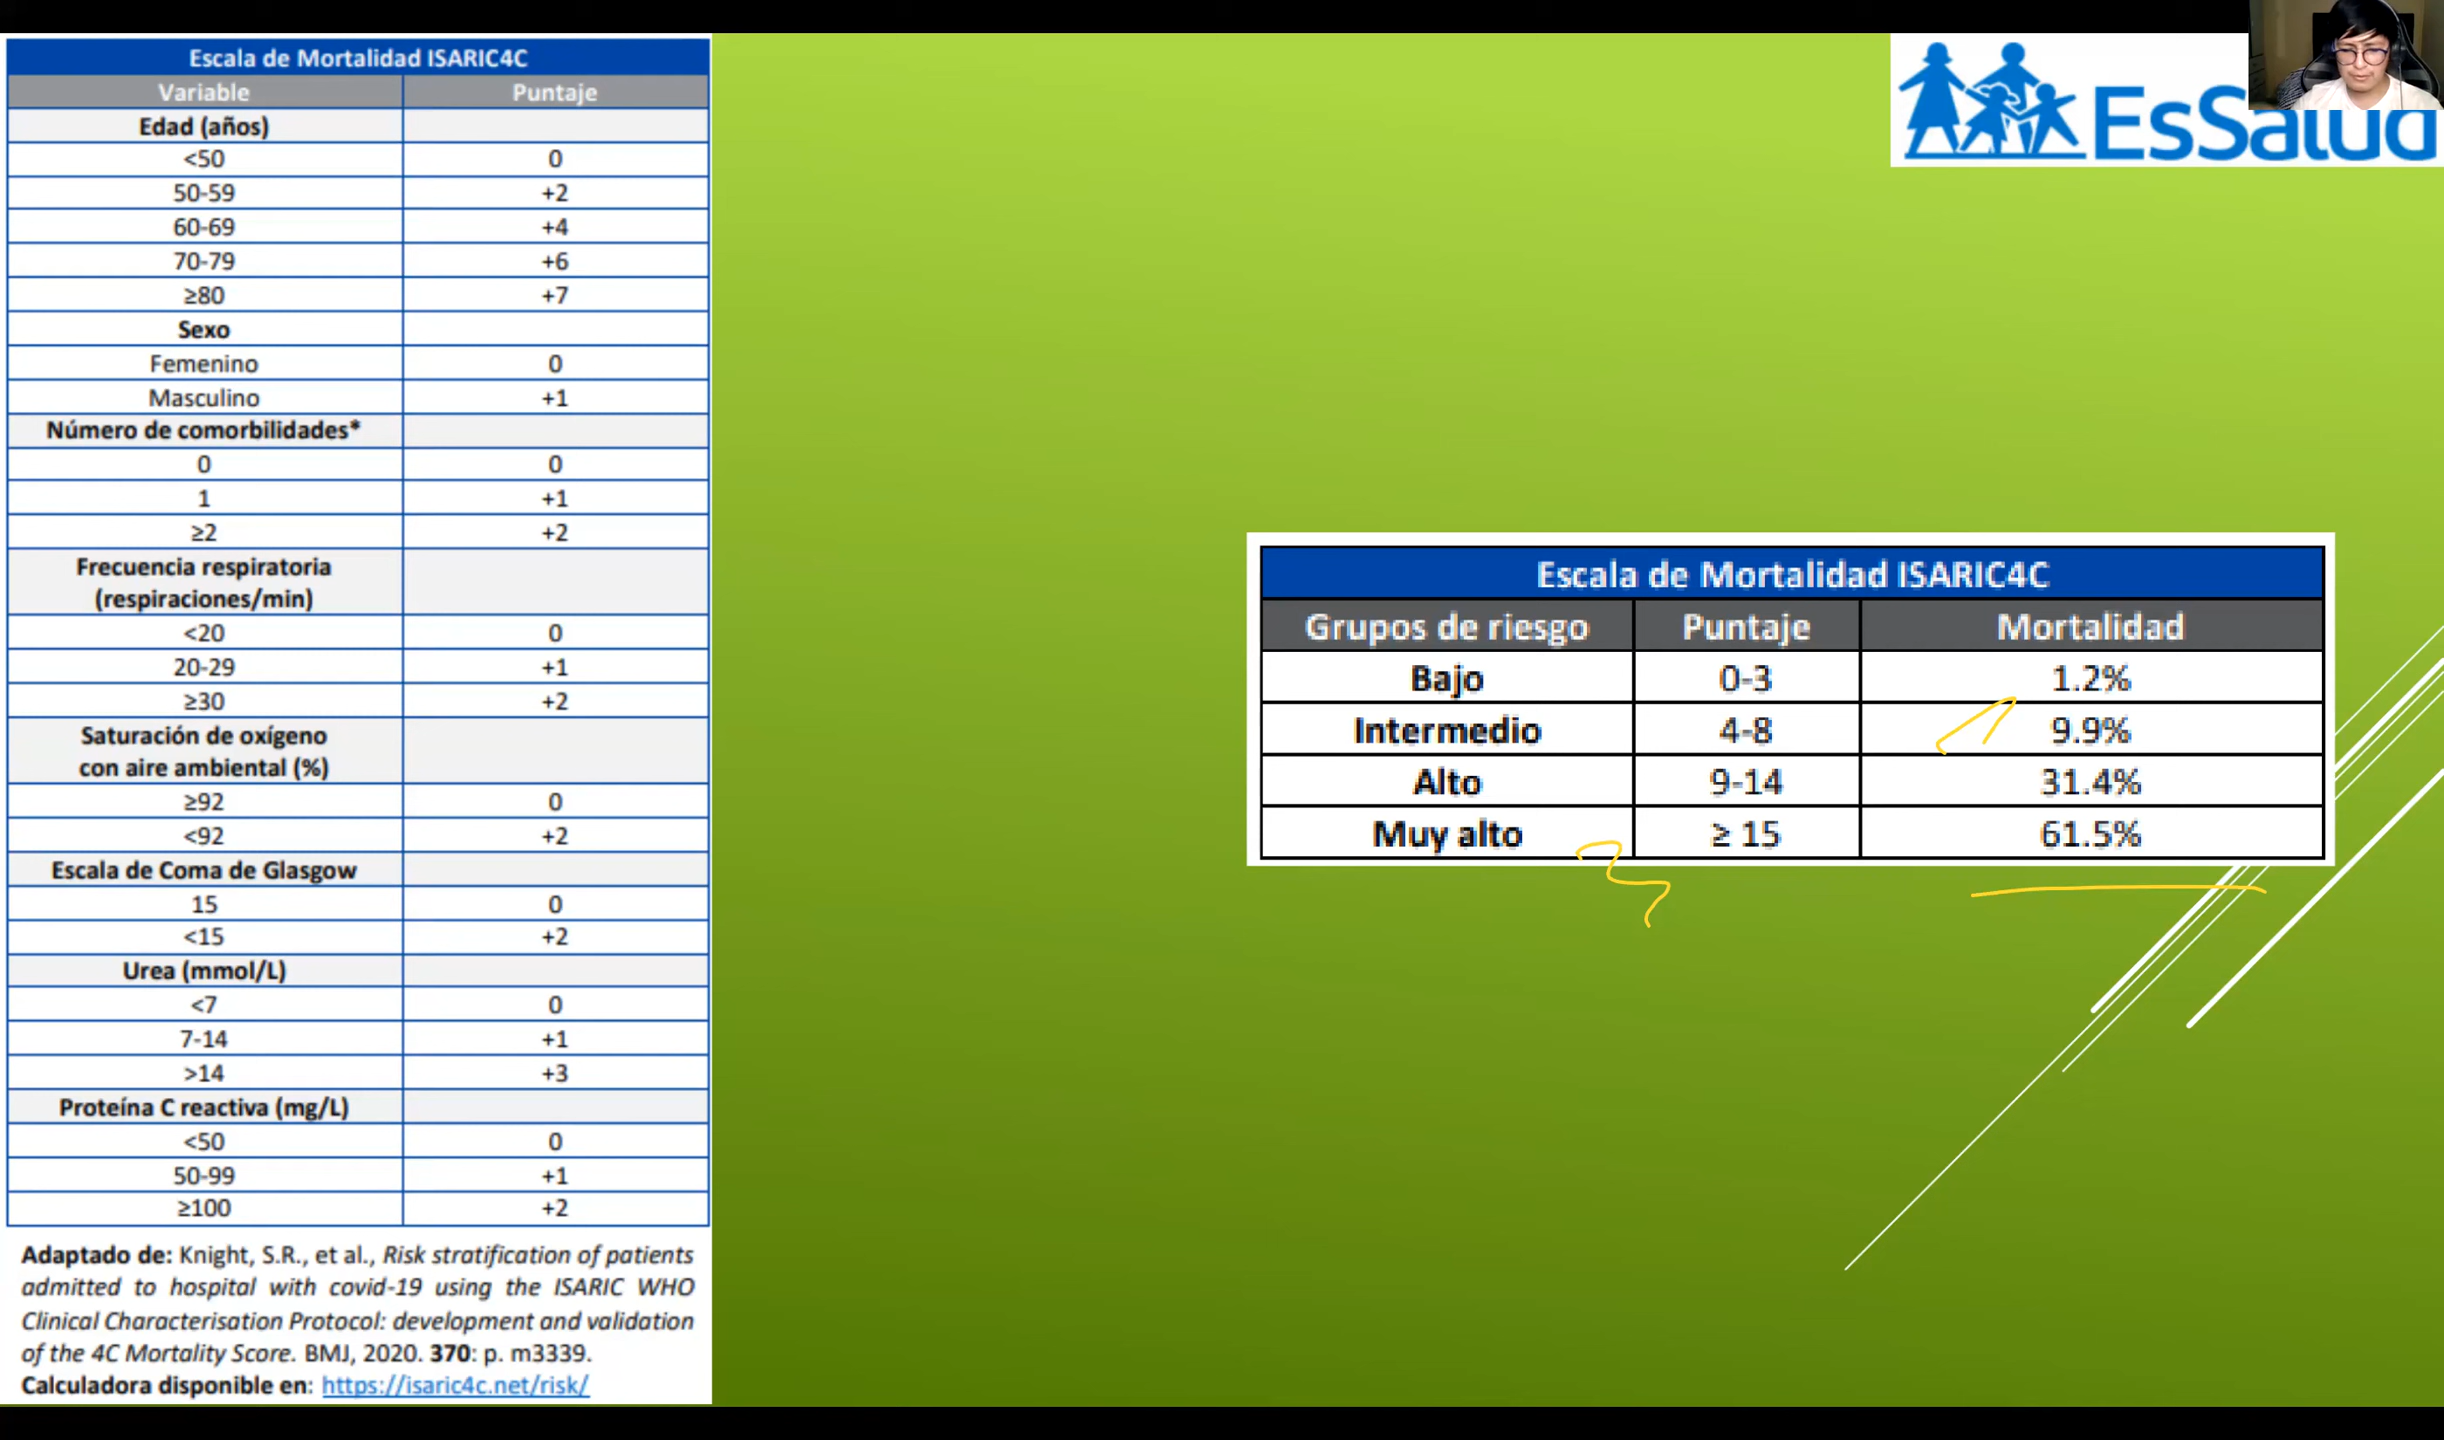 Escala de Mortalidad ISARIC4C
Variable Puntaje
Edad (años)
<50 0
50-59 +2
60-69 +4
70-79 +6
≥80 +7
Sexo
Femenino 0
Masculino +1
Número de comorbilidades*
0 0
1 +1
≥2 +2
Frecuencia respiratoria
(respiraciones/min)
<20 0
20-29 +1
≥30 +2
Saturación de oxígeno
con aire ambiental (%)
≥92 0
<92 +2
Escala de Coma de Glasgow
15 0
<15 +2
Urea (mmol/L)
<7 0
7-14 +1
>14 +3
Proteína C reactiva (mg/L)
<50 0
50-99 +1
≥100 +2
Adaptado de: Knight, S.R., et al., Risk stratification of patients
admitted to hospital with covid-19 using the ISARIC WHO
Clinical Characterisation Protocol: development and validation
of the 4C Mortality Score. BMJ, 2020. 370: p. m3339.
Calculadora disponible en: https://isaric4c.net/risk/
EsSalud
Escala de Mortalidad ISARIC4C
Grupos de riesgo Puntaje Mortalidad
Bajo 0-3 1.2%
Intermedio 4-8 9.9%
Alto 9-14 31.4%
Muy alto ≥ 15 61.5%